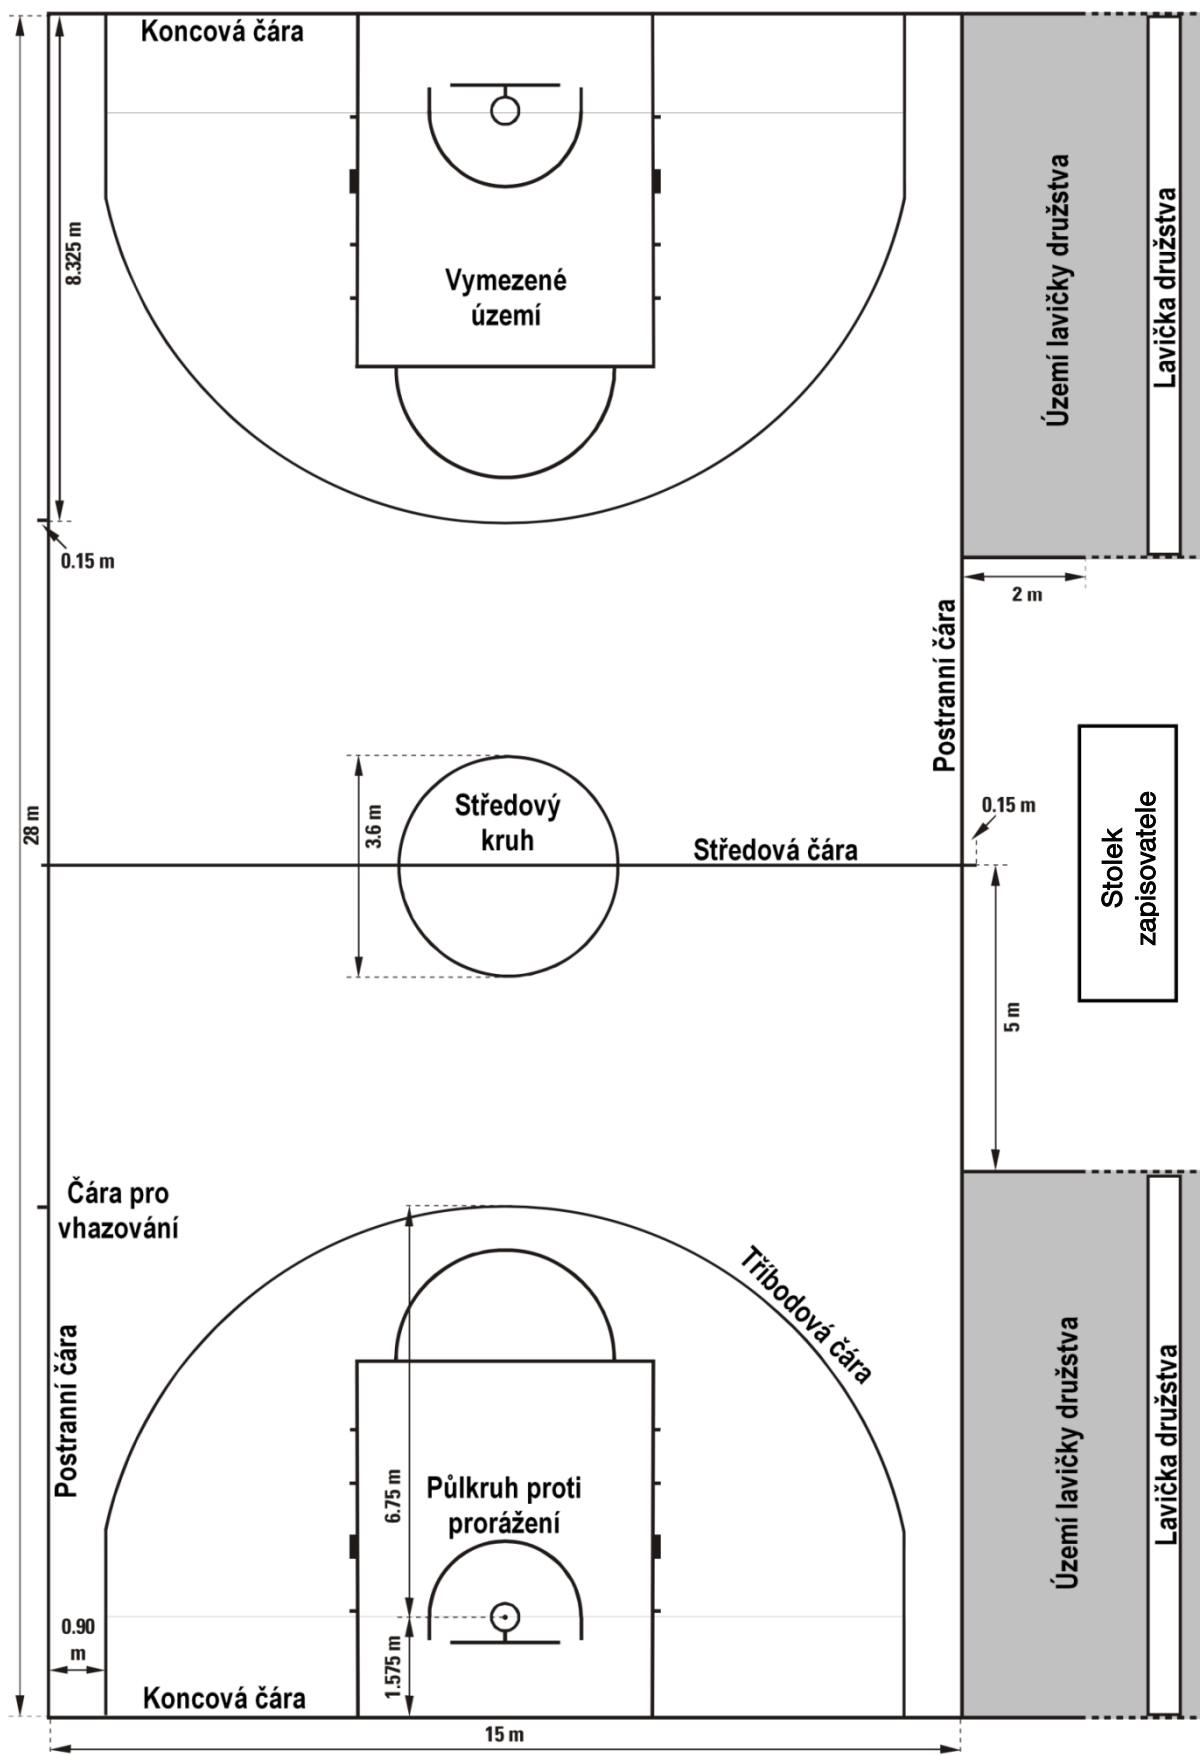 Koncová čára
8.325 m
Vymezené
území
Území lavičky družstva
Lavička družstva
0.15 m
2 m
Postranní čára
28 m
3.6 m
Středový
kruh
Středová čára
0.15 m
Stolek
zapisovatele
5 m
Čára pro
vhazování
Tříbodová čára
Postranní čára
6.75 m
Půlkruh proti
prorážení
Území lavičky družstva
Lavička družstva
0.90
m
1.575 m
Koncová čára
15 m